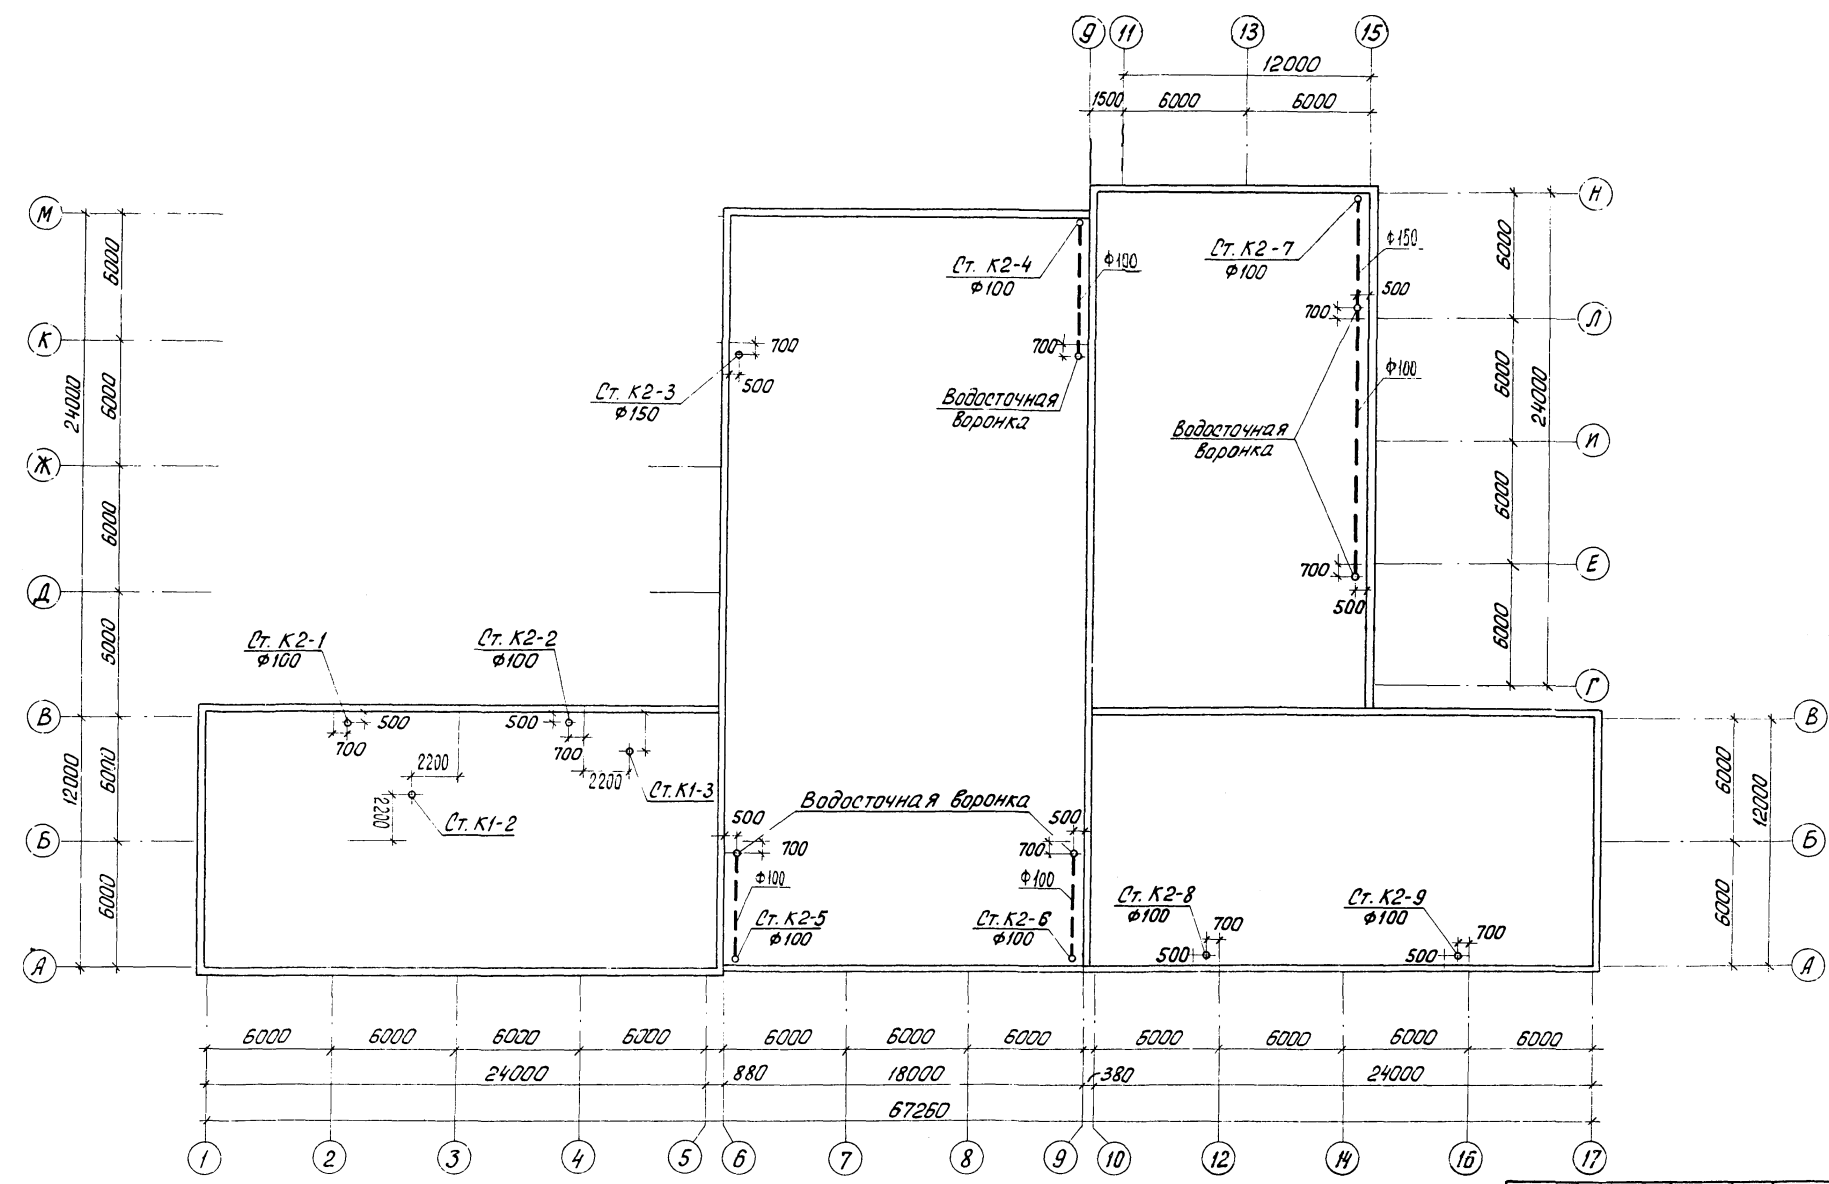 9 11 13 15
12000
1500 6000 6000
М
К
Ж
Д
В
Б
А
6000
6000
6000
6000
6000
6000
24000
12000
Н
Л
И
Е
Г
6000
6000
6000
6000
24000
В
Б
А
6000
6000
12000
Ст. К2-4
Ф100
Ф100
Ст. К2-7
Ф100
Ф150
500
700
Ф100
700
500
Ст. К2-3
Ф150
700
Водосточная
воронка
Водосточная
воронка
700
500
Ст. К2-1
Ф100
Ст. К2-2
Ф100
500
700
500
700
2200
2200
2200
Ст. К1-2
Ст. К1-3
Водосточная воронка
500
700
500
700
Ф100
Ф100
Ст. К2-5
Ф100
Ст. К2-6
Ф100
Ст. К2-8
Ф100
700
500
Ст. К2-9
Ф100
700
500
6000 6000 6000 6000 6000 6000 6000 6000 6000 6000 6000
24000 880 18000 380 24000
67260
1 2 3 4 5 6 7 8 9 10 12 14 16 17